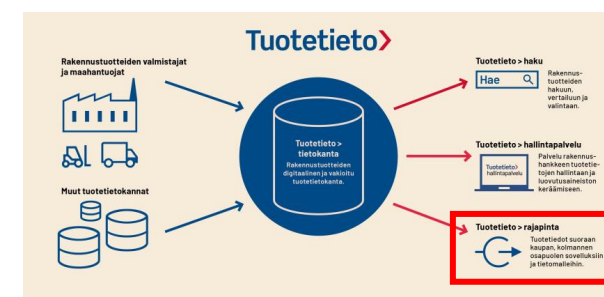 Tuotetieto>
Rakennustuotteiden valmistajat
ja maahantuojat
Muut tuotetietokannat
Tuotetieto >
tietokanta
Rakennustuotteiden
digitaalinen ja vakioitu
tuotetietokanta.
Tuotetieto > haku
Hae
Rakennus-
tuotteiden
hakuun,
vertailuun ja
valintaan.
Tuotetieto > hallintapalvelu
Tuotetieto>
hallintapalvelu
Palvelu rakennus-
hankkeen tuotetie-
tojen hallintaan ja
luovutusaineiston
keräämiseen.
Tuotetieto > rajapinta
Tuotetiedot suoraan
kaupan, kolmannen
osapuolen sovelluksiin
ja tietomalleihin.